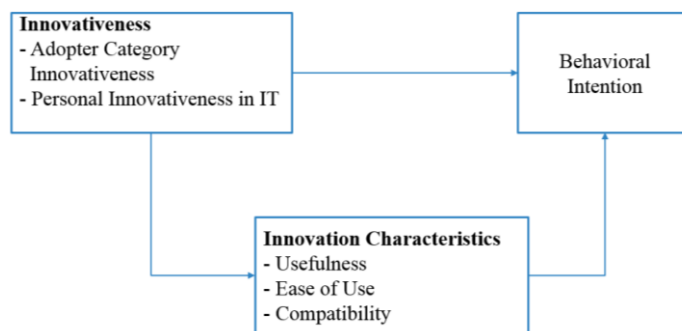 Innovativeness
- Adopter Category
Innovativeness
- Personal Innovativeness in IT
Behavioral
Intention
Innovation Characteristics
- Usefulness
- Ease of Use
- Compatibility